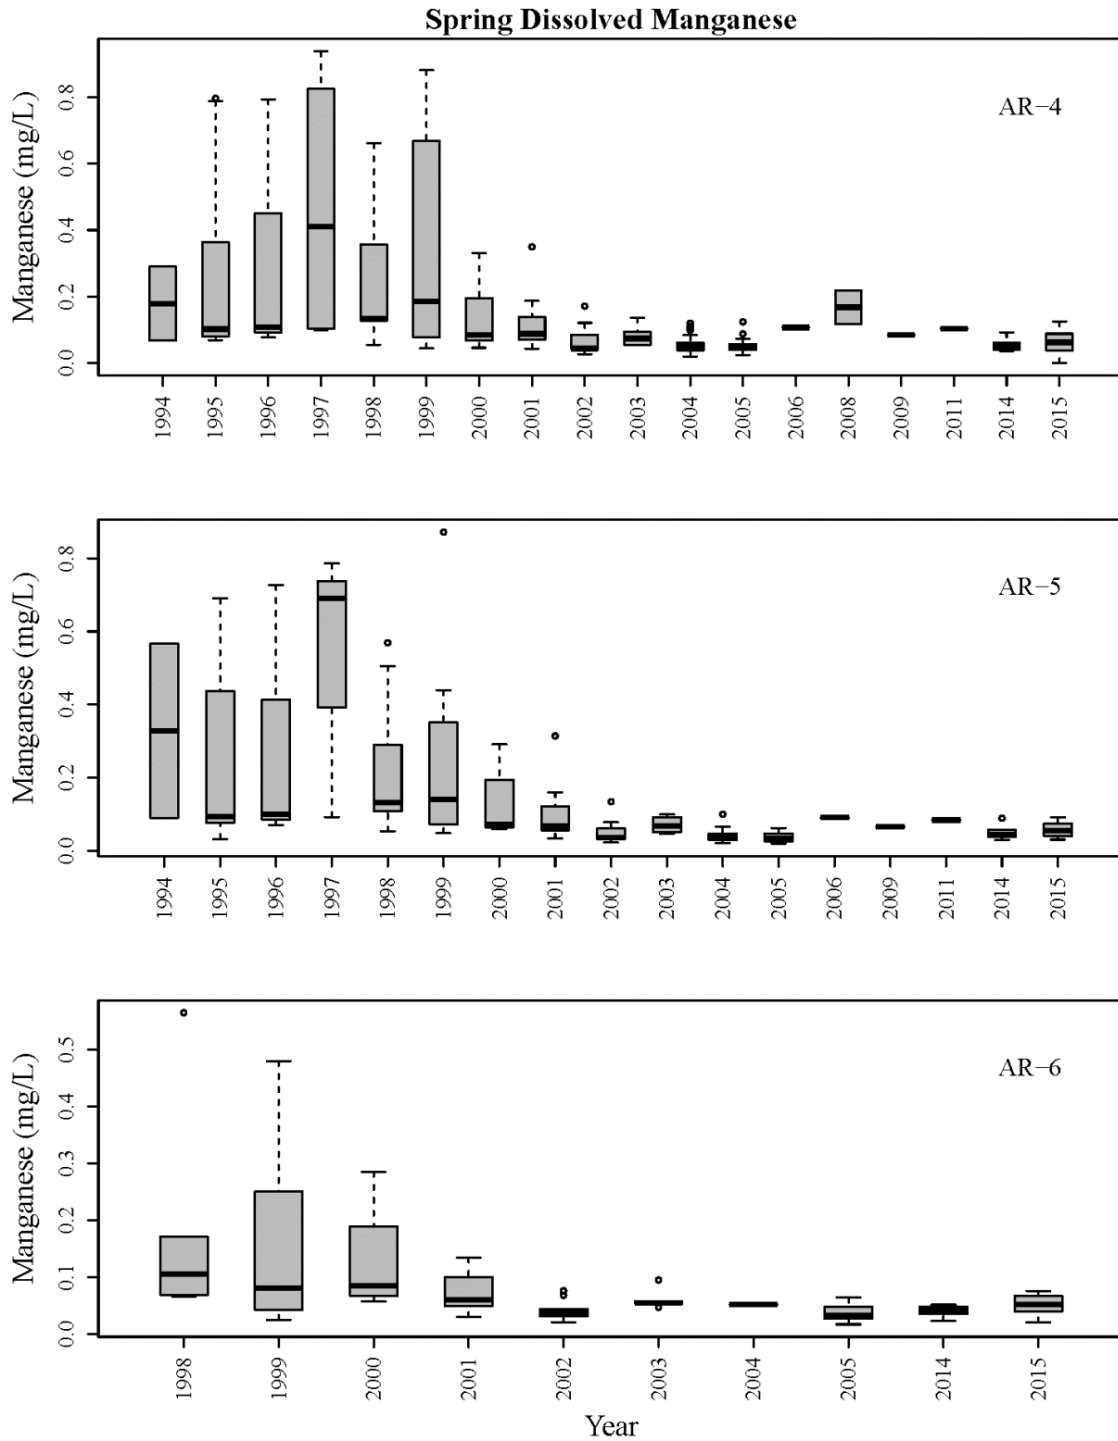 Spring Dissolved Manganese
AR−4
Manganese (mg/L)
0.8
0.6
0.4
0.2
0.0
1994 1995 1996 1997 1998 1999 2000 2001 2002 2003 2004 2005 2006 2008 2009 2011 2014 2015
AR−5
Manganese (mg/L)
0.8
0.6
0.4
0.2
0.0
1994 1995 1996 1997 1998 1999 2000 2001 2002 2003 2004 2005 2006 2009 2011 2014 2015
AR−6
Manganese (mg/L)
0.5
0.4
0.3
0.2
0.1
0.0
1998 1999 2000 2001 2002 2003 2004 2005 2014 2015
Year